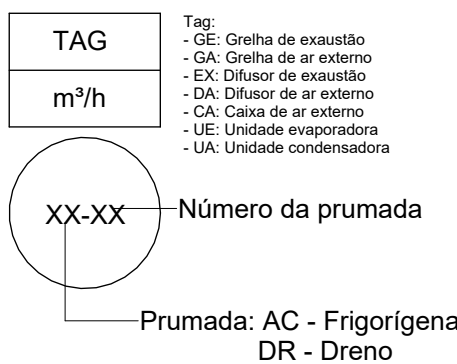 TAG
m³/h
Tag:
- GE: Grelha de exaustão
- GA: Grelha de ar externo
- EX: Difusor de exaustão
- DA: Difusor de ar externo
- CA: Caixa de ar externo
- UE: Unidade evaporadora
- UA: Unidade condensadora
XX-XX
Número da prumada
Prumada: AC - Frigorígena
DR - Dreno